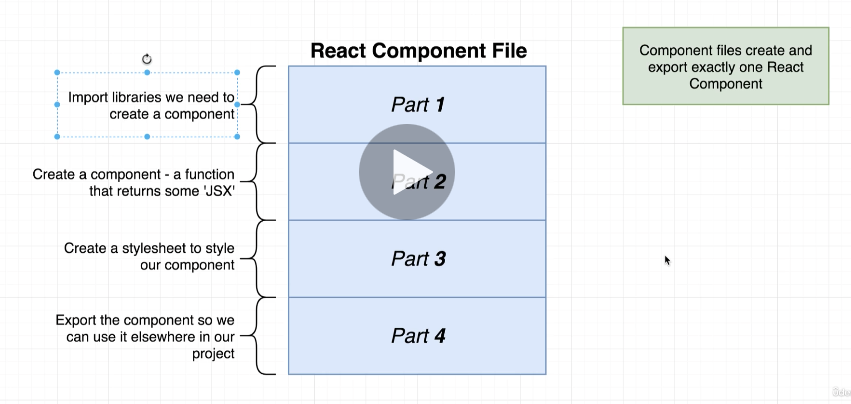 React Component File
Component files create and
export exactly one React
Component
Import libraries we need to
create a component
Part 1
Create a component - a function
that returns some 'JSX'
Part 2
Create a stylesheet to style
our component
Part 3
Export the component so we
can use it elsewhere in our
project
Part 4